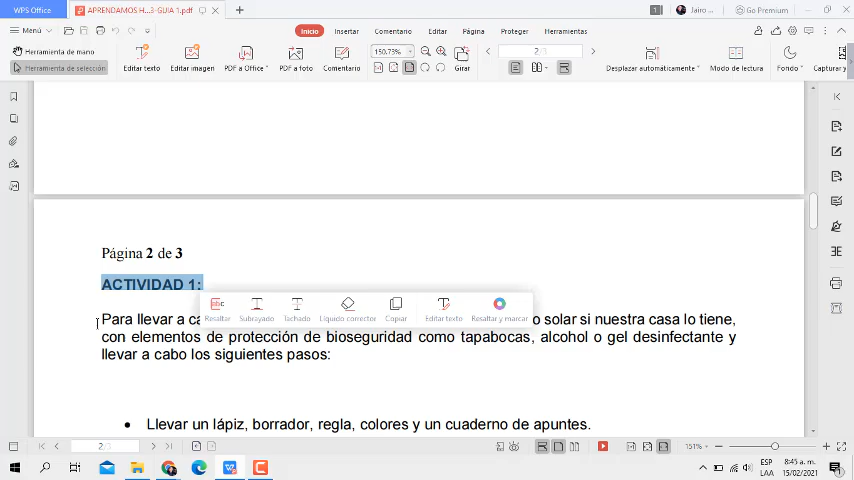 WPS Office
APRENDAMOS H...3-GUIA 1.pdf
1
Jairo ...
Go Premium
Menú
Inicio
Insertar
Comentario
Editar
Página
Proteger
Herramientas
Herramienta de mano
Herramienta de selección
Editar texto
Editar imagen
PDF a Office
PDF a foto
Comentario
150.73%
Girar
2/3
Desplazar automáticamente
Modo de lectura
Fondo
Capturar y
Página 2 de 3
ACTIVIDAD 1:
Resaltar
Subrayado
Tachado
Líquido corrector
Copiar
Editar texto
Resaltar y marcar
Para llevar a ca
o solar si nuestra casa lo tiene,
con elementos de protección de bioseguridad como tapabocas, alcohol o gel desinfectante y
llevar a cabo los siguientes pasos:
• Llevar un lápiz, borrador, regla, colores y un cuaderno de apuntes.
151%
ESP
LAA
8:45 a. m.
15/02/2021